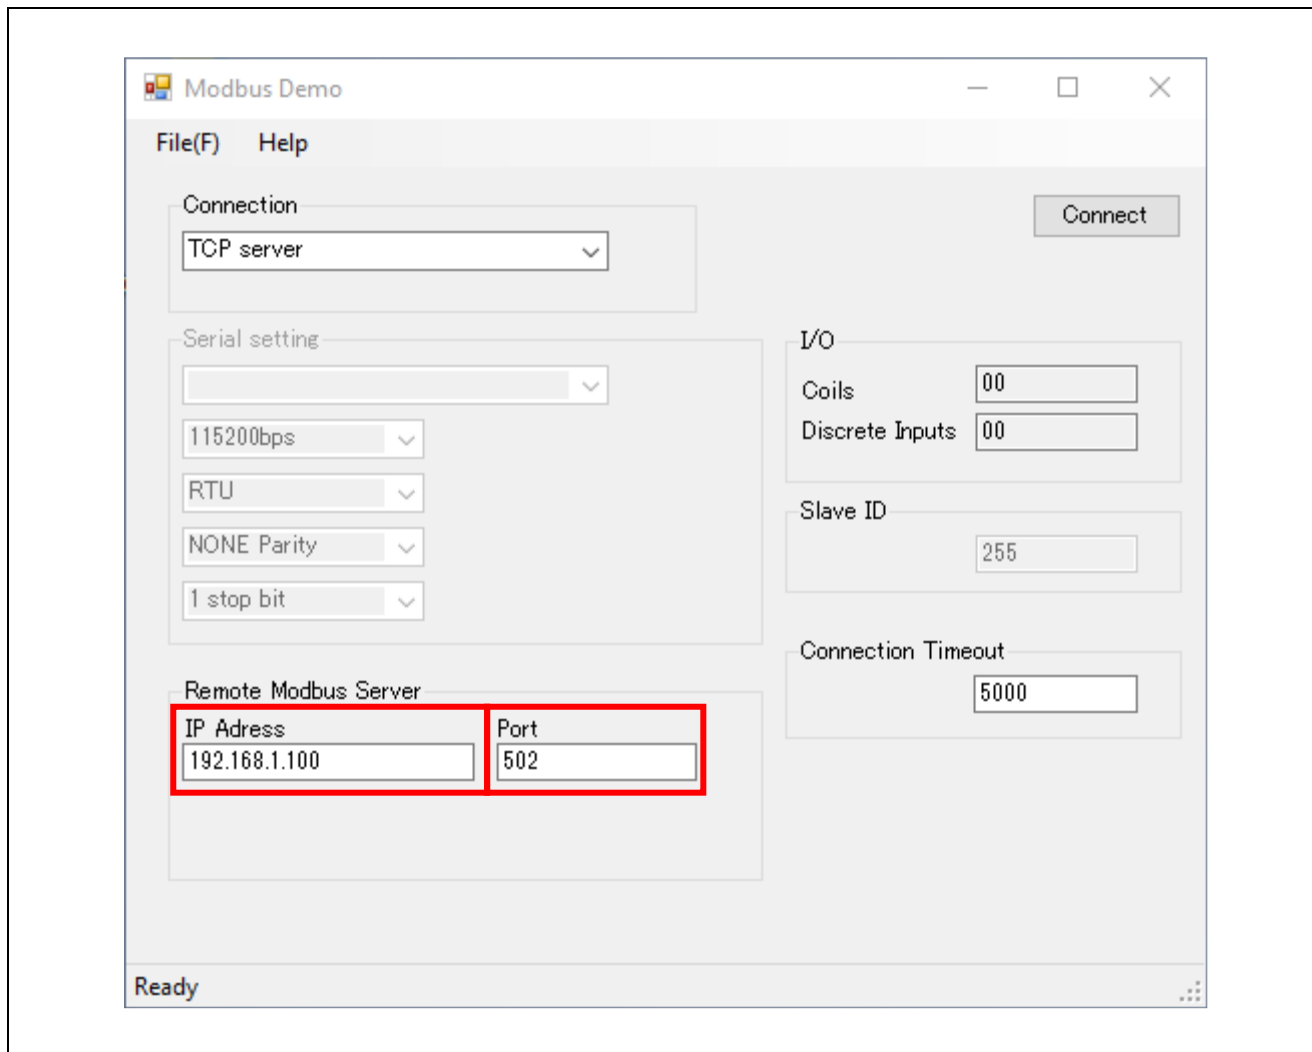 Modbus Demo
File(F) Help
Connection
TCP server
Connect
Serial setting
115200bps
RTU
NONE Parity
1 stop bit
I/O
Coils 00
Discrete Inputs 00
Slave ID
255
Connection Timeout
5000
Remote Modbus Server
IP Adress Port
192.168.1.100 502
Ready